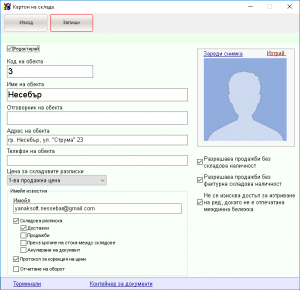 Картон на склада
Изход
Запиши
Редактирай
Код на обекта
3
Име на обекта
Несебър
Отговорник на обекта
Адрес на обекта
гр. Несебър, ул. "Струма" 23
Телефон на обекта
Цена за складовите разписки
1-ва продажна цена
Имейл известия
Имейл
yanaksoft.nessebar@gmail.com
Складова разписка
Доставки
Продажби
Прехвърляне на стока между складове
Анулиране на документ
Протокол за корекция на цени
Отчитане на оборот
Зареди снимка
Изтрий
Разрешава продажби без складова наличност
Разрешава продажби без фактурна складова наличност
Не се изисква достъп за изтриване на ред, докато не е отпечатана междинна бележка
Терминали
Контейнер за документи